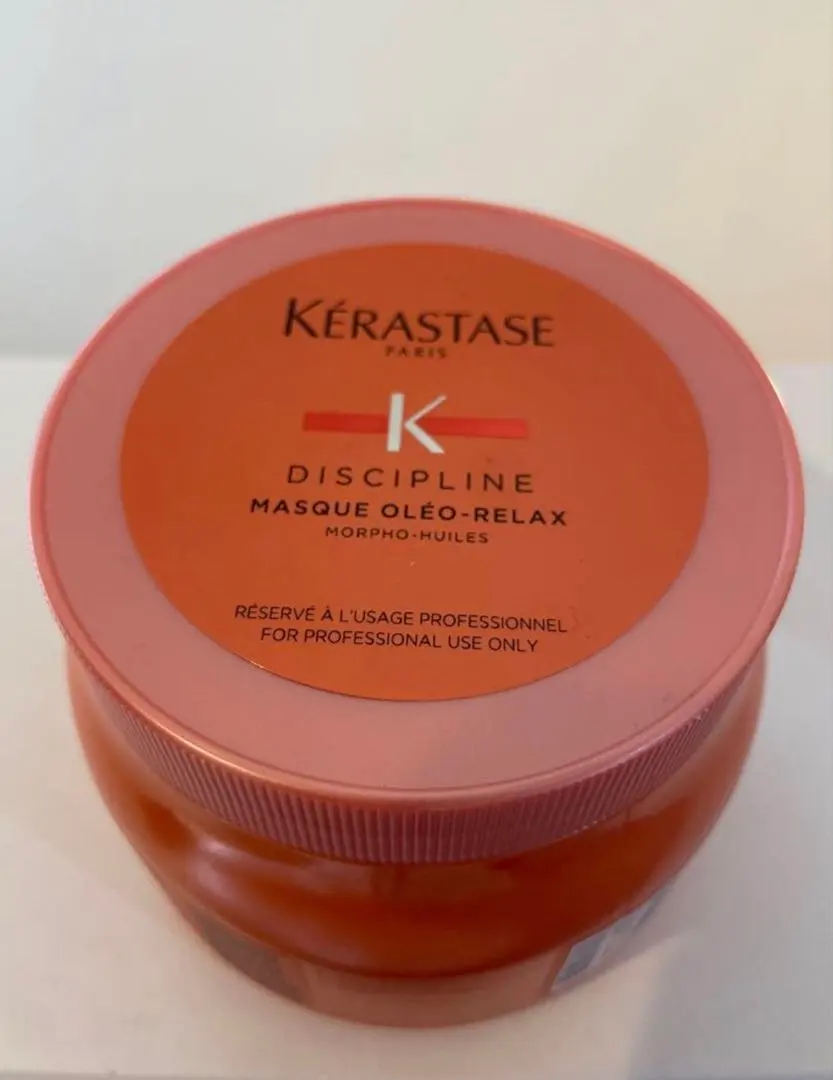 KÉRASTASE
PARIS
K
DISCIPLINE
MASQUE OLÉO-RELAX
MORPHO-HUILES
RÉSERVÉ À L'USAGE PROFESSIONNEL
FOR PROFESSIONAL USE ONLY